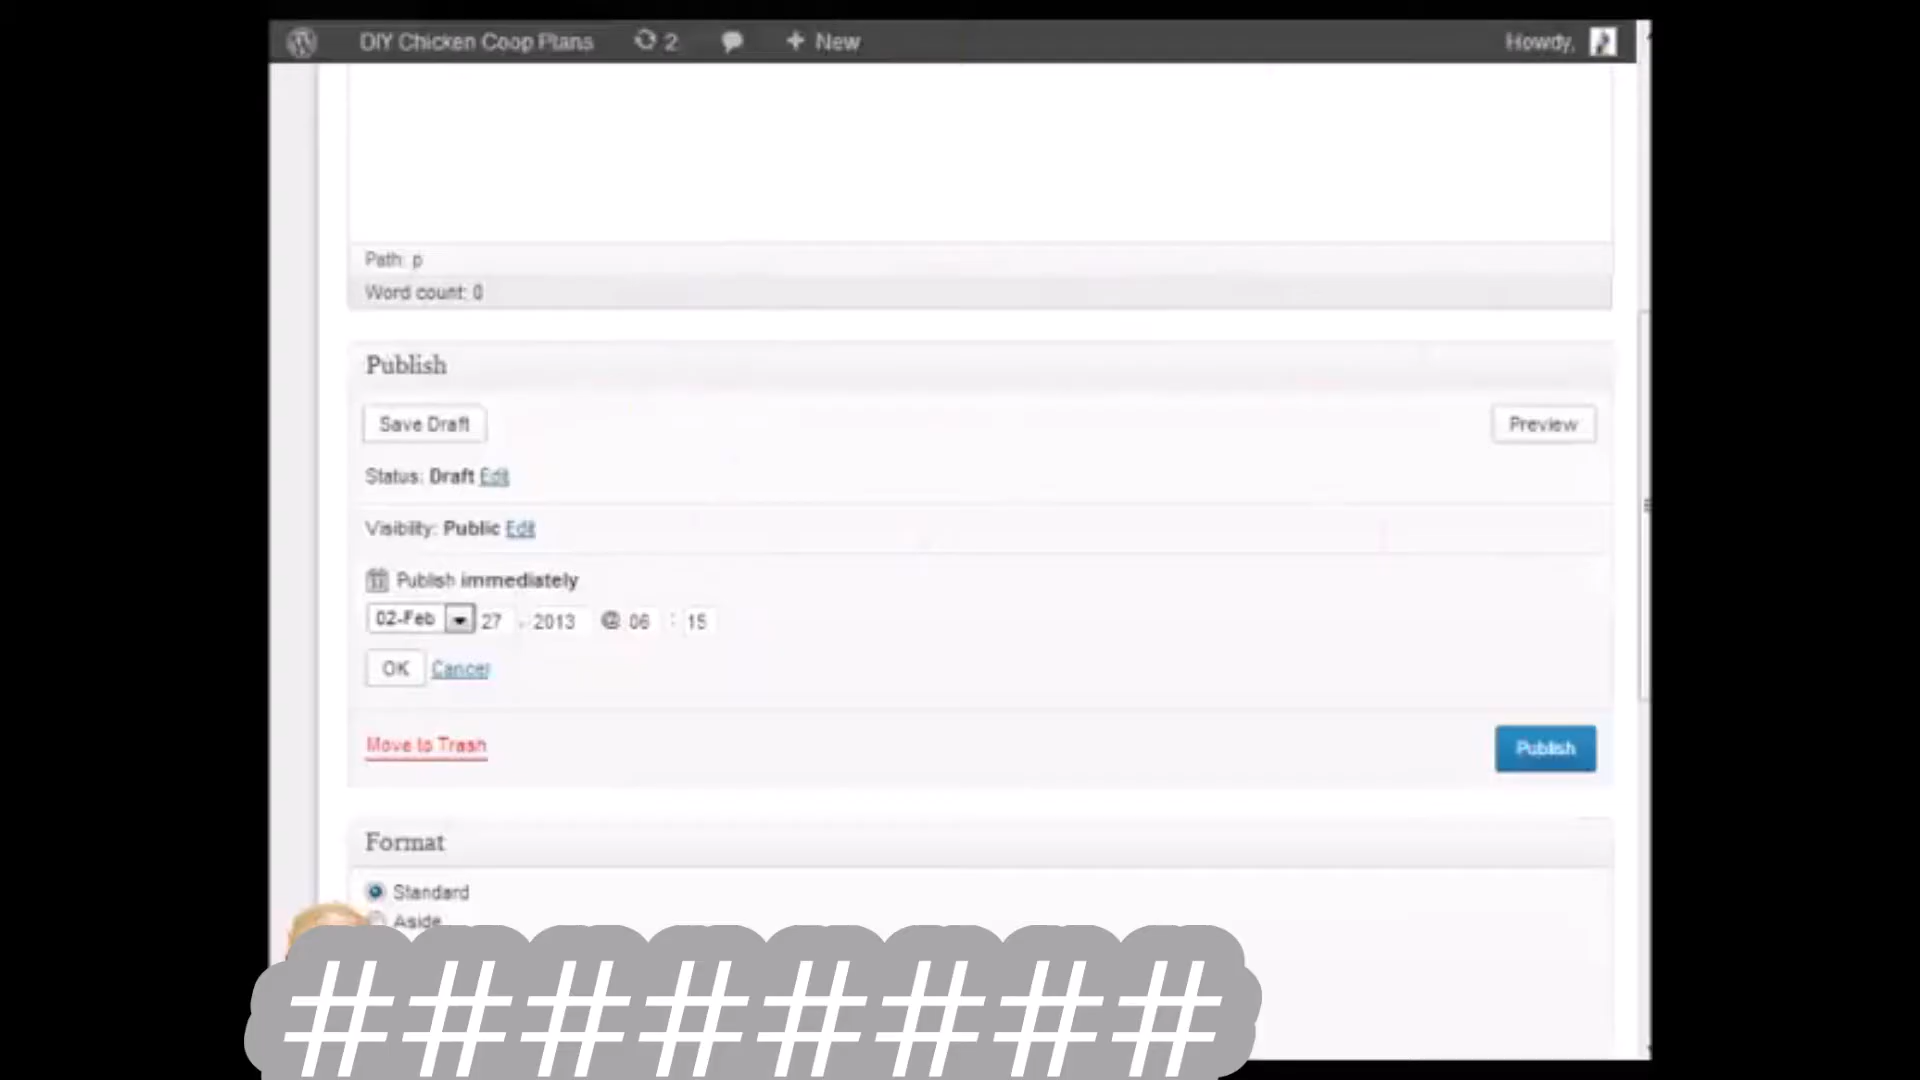 DIY Chicken Coop Plans 2 + New Howdy,
Path: p
Word count: 0
Publish
Save Draft Preview
Status: Draft Edit
Visibility: Public Edit
Publish immediately
02-Feb 27 , 2013 @ 06 : 15
OK Cancel
Move to Trash Publish
Format
Standard
Aside
########